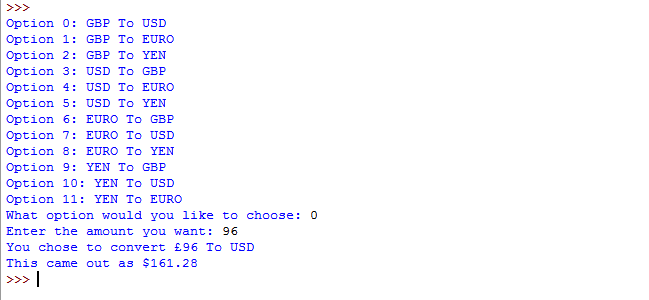 >>>
Option 0: GBP To USD
Option 1: GBP To EURO
Option 2: GBP To YEN
Option 3: USD To GBP
Option 4: USD To EURO
Option 5: USD To YEN
Option 6: EURO To GBP
Option 7: EURO To USD
Option 8: EURO To YEN
Option 9: YEN To GBP
Option 10: YEN To USD
Option 11: YEN To EURO
What option would you like to choose: 0
Enter the amount you want: 96
You chose to convert £96 To USD
This came out as $161.28
>>>